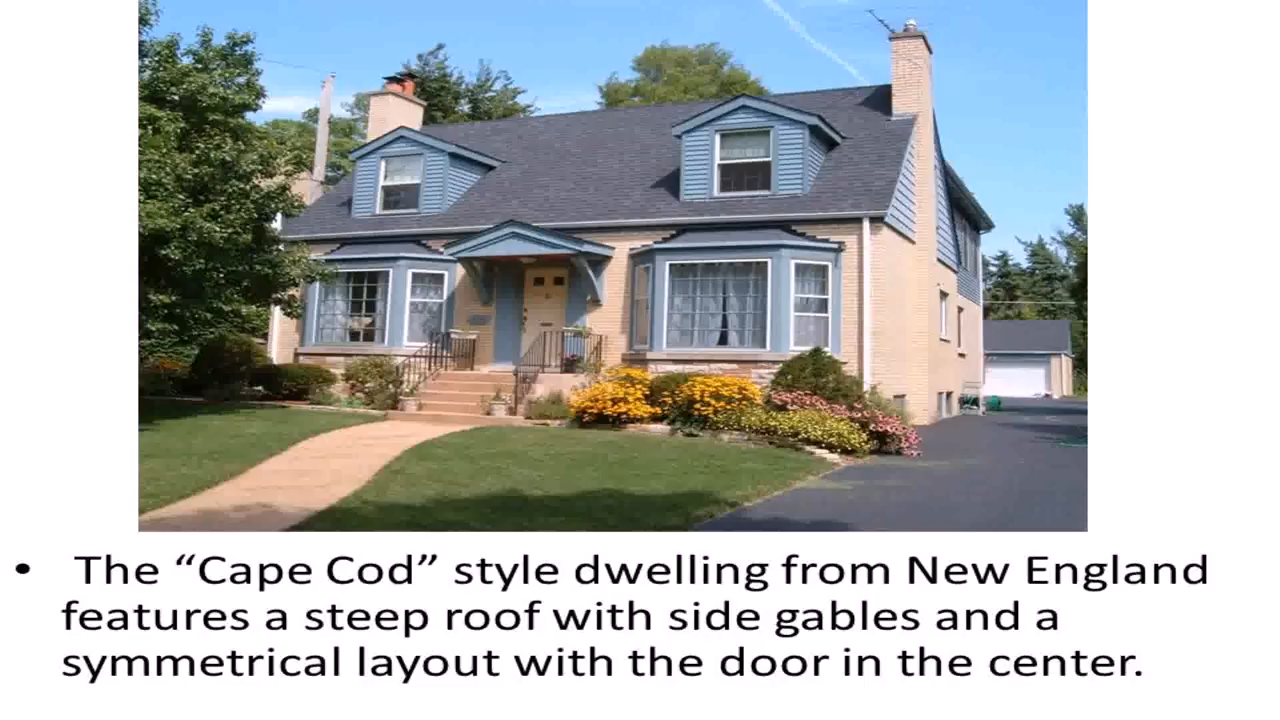 • The “Cape Cod” style dwelling from New England
features a steep roof with side gables and a
symmetrical layout with the door in the center.